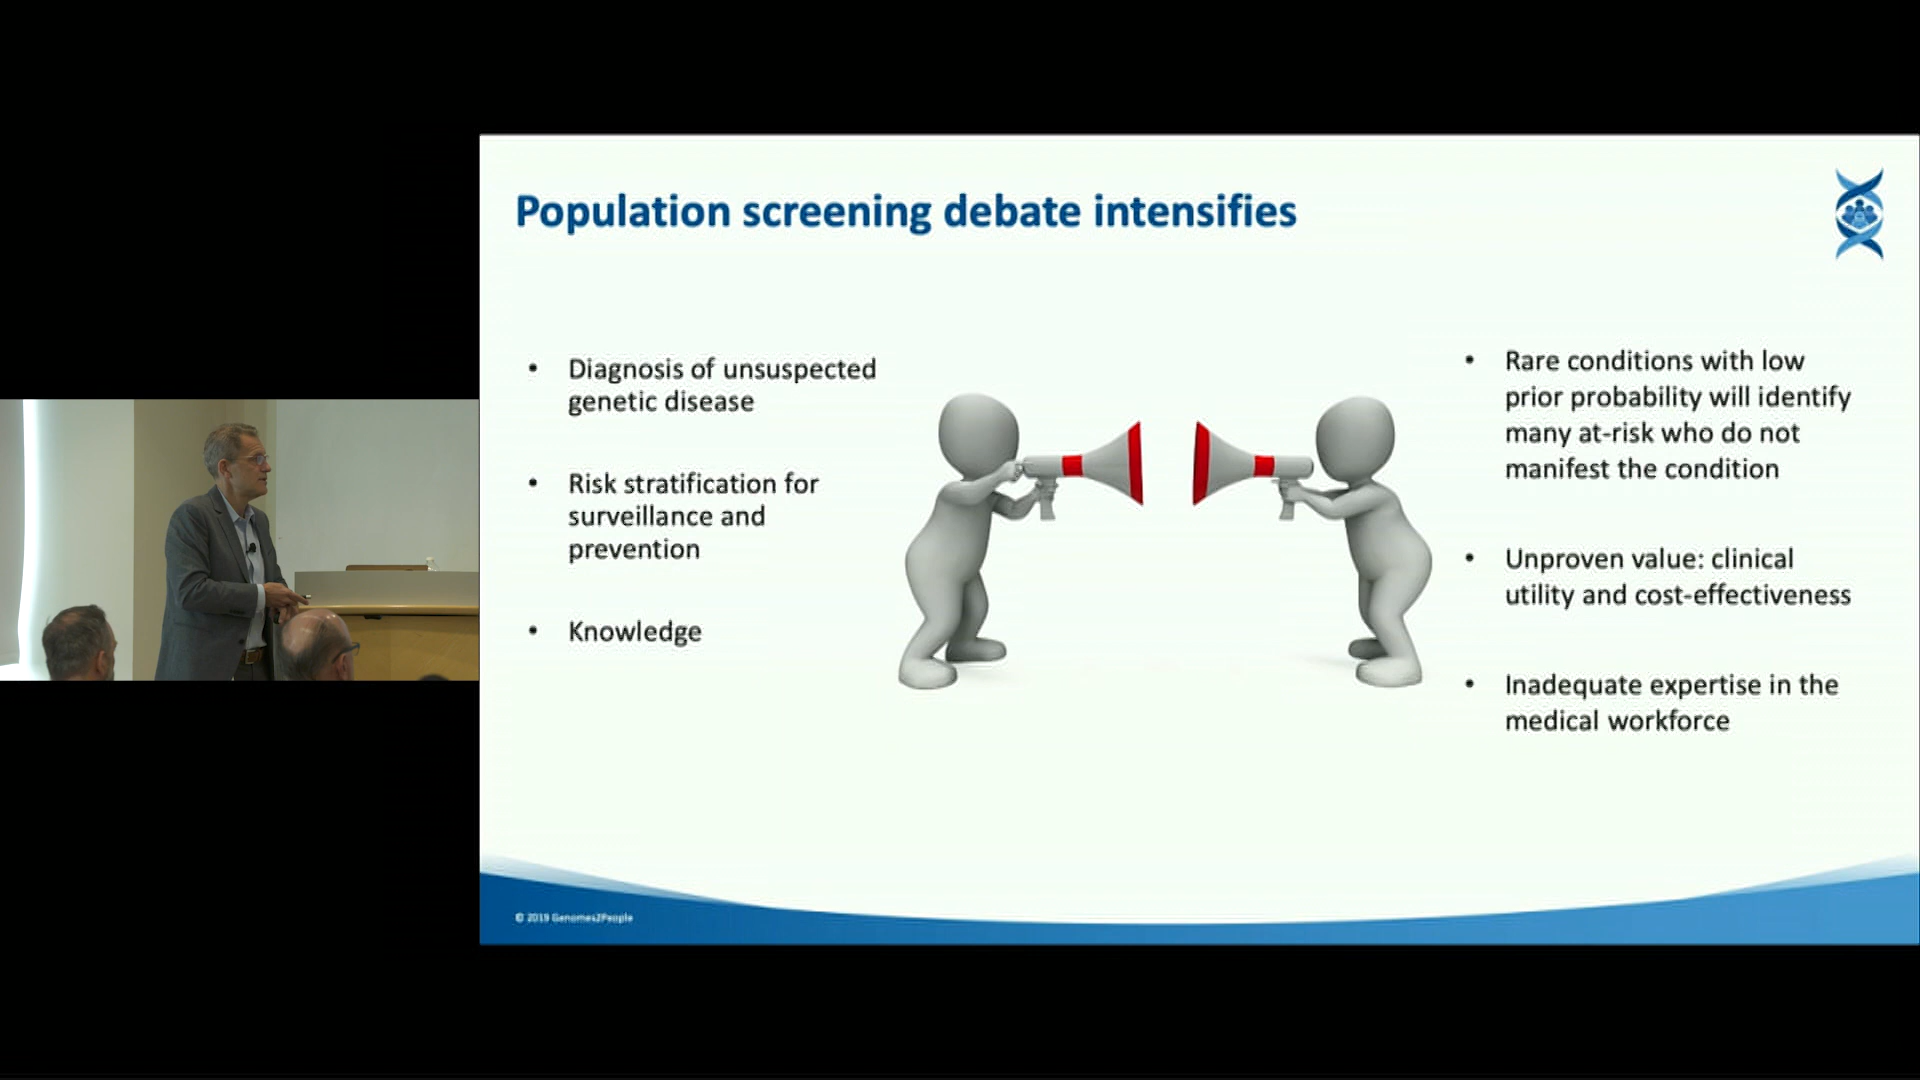 Population screening debate intensifies
• Diagnosis of unsuspected
genetic disease
• Risk stratification for
surveillance and
prevention
• Knowledge
• Rare conditions with low
prior probability will identify
many at-risk who do not
manifest the condition
• Unproven value: clinical
utility and cost-effectiveness
• Inadequate expertise in the
medical workforce
© 2019 Genomes2People